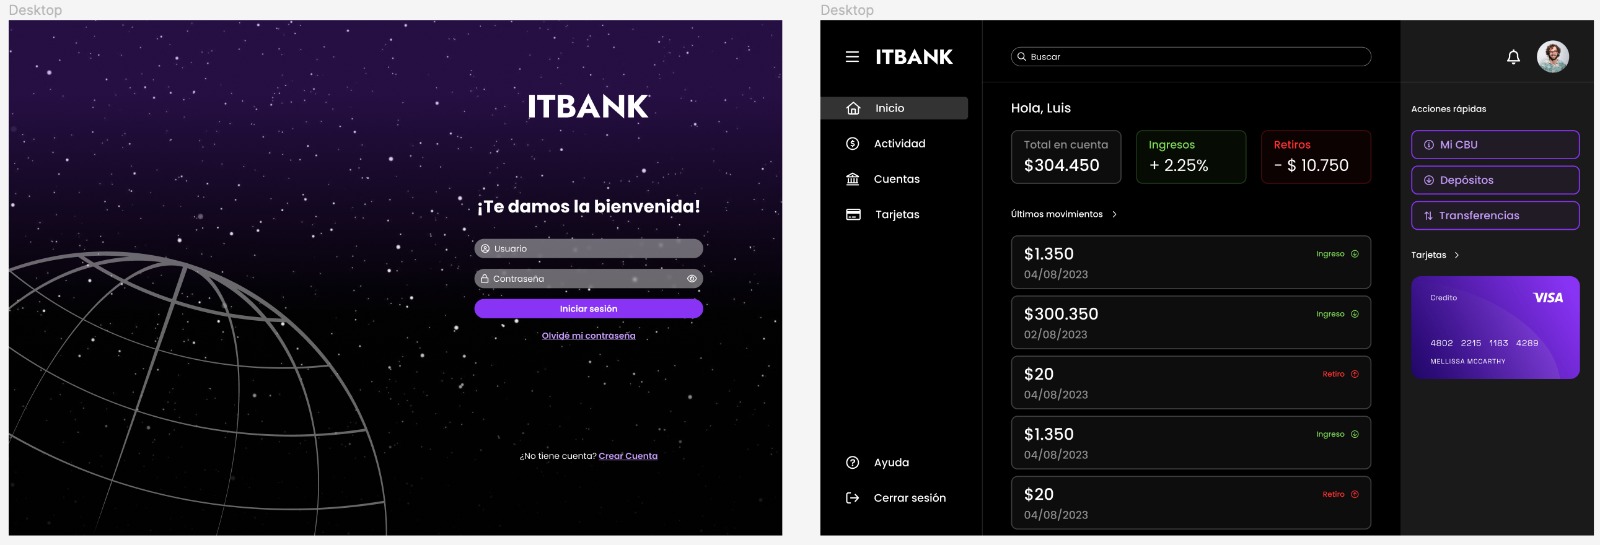 Desktop
ITBANK
¡Te damos la bienvenida!
Usuario
Contraseña
Iniciar sesión
Olvidé mi contraseña
¿No tiene cuenta? Crear Cuenta
Desktop
ITBANK
Inicio
Actividad
Cuentas
Tarjetas
Ayuda
Cerrar sesión
Buscar
Hola, Luis
Total en cuenta
$304.450
Ingresos
+ 2.25%
Retiros
- $ 10.750
Últimos movimientos
$1.350
Ingreso
04/08/2023
$300.350
Ingreso
02/08/2023
$20
Retiro
04/08/2023
$1.350
Ingreso
04/08/2023
$20
Retiro
04/08/2023
Acciones rápidas
Mi CBU
Depósitos
Transferencias
Tarjetas
Credito
VISA
4802 2215 1183 4289
MELLISSA MCCARTHY